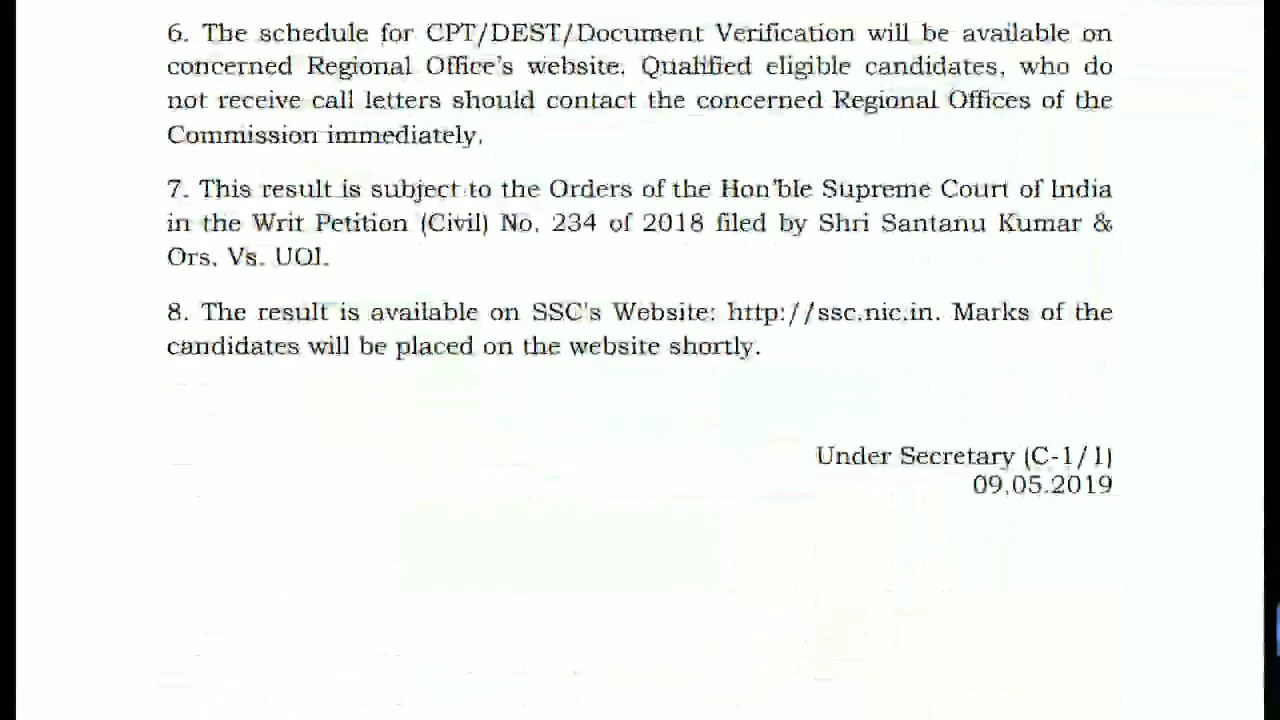 6. The schedule for CPT/DEST/Document Verification will be available on
concerned Regional Office's website. Qualified eligible candidates, who do
not receive call letters should contact the concerned Regional Offices of the
Commission immediately.
7. This result is subject to the Orders of the Hon'ble Supreme Court of India
in the Writ Petition (Civil) No. 234 of 2018 filed by Shri Santanu Kumar &
Ors. Vs. UOI.
8. The result is available on SSC's Website: http://ssc.nic.in. Marks of the
candidates will be placed on the website shortly.
Under Secretary (C-1/1)
09.05.2019